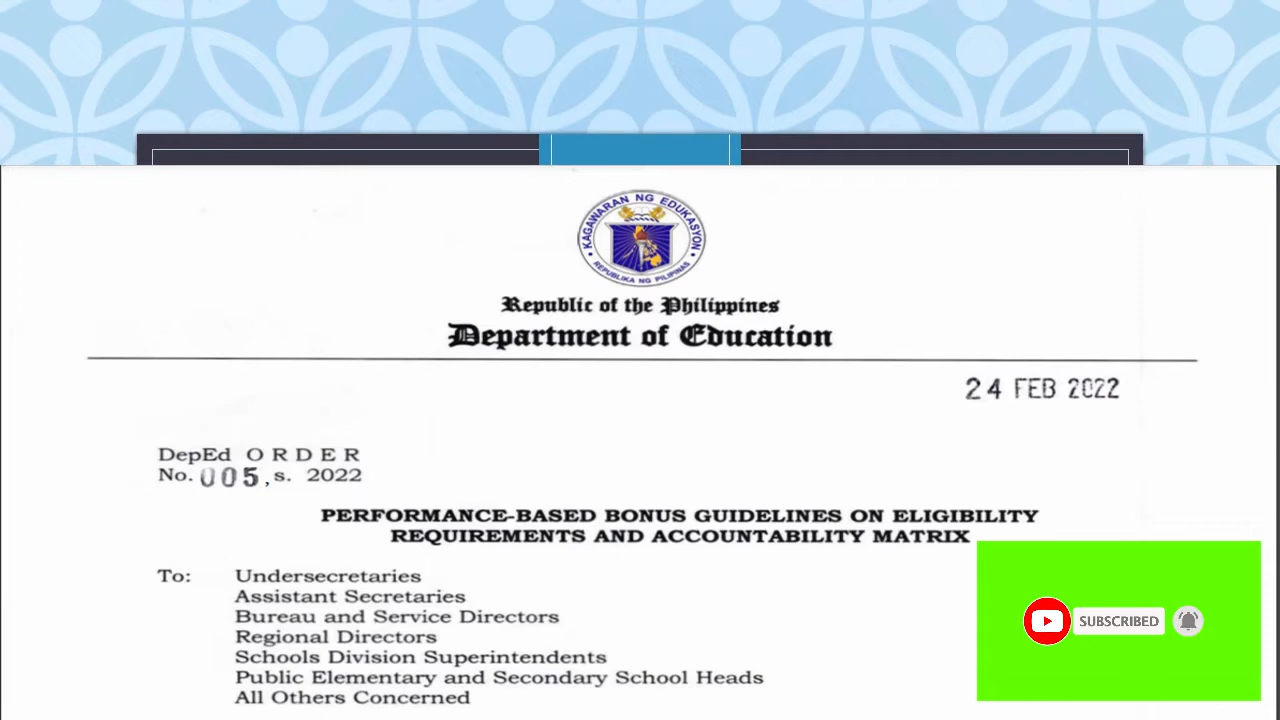 KAGAWARAN NG EDUKASYON
REPUBLIKA NG PILIPINAS
Republic of the Philippines
Department of Education
24 FEB 2022
DepEd ORDER
No. 005, s. 2022
PERFORMANCE-BASED BONUS GUIDELINES ON ELIGIBILITY
REQUIREMENTS AND ACCOUNTABILITY MATRIX
To: Undersecretaries
Assistant Secretaries
Bureau and Service Directors
Regional Directors
Schools Division Superintendents
Public Elementary and Secondary School Heads
All Others Concerned
SUBSCRIBED